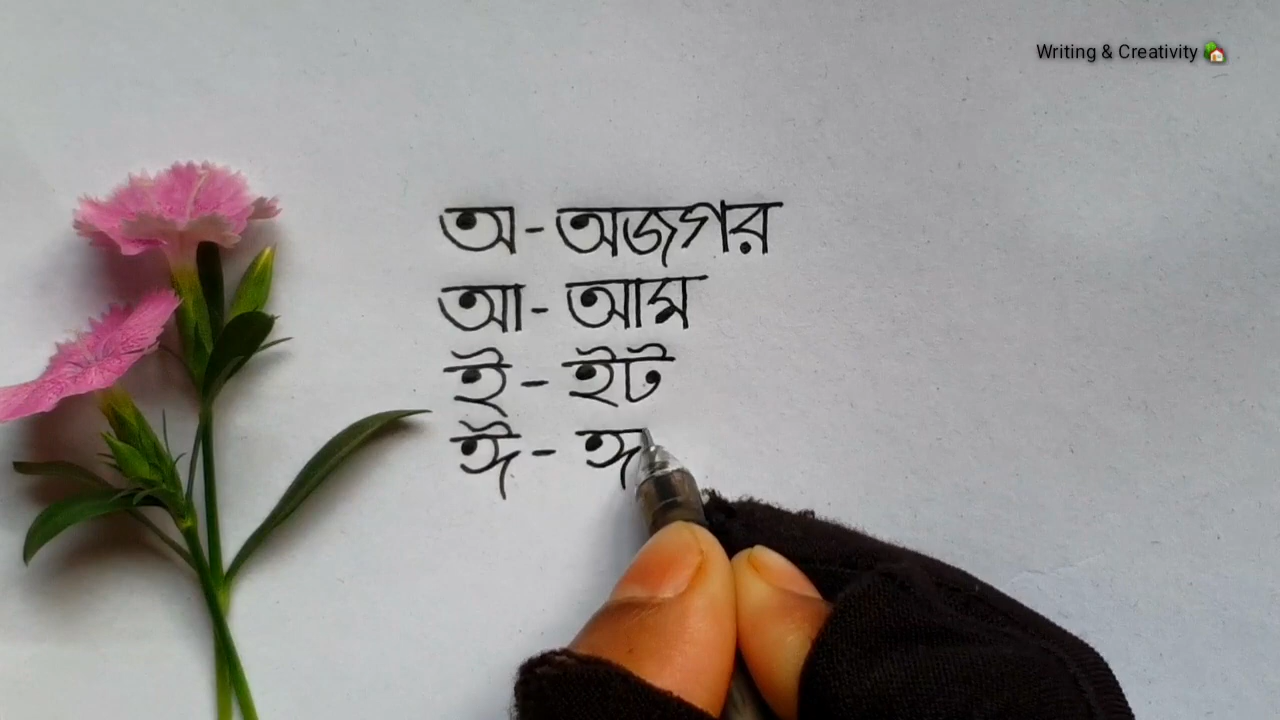 Writing & Creativity 🏡
অ - অজগর
আ - আম
ই - ইট
ঈ - ঈ